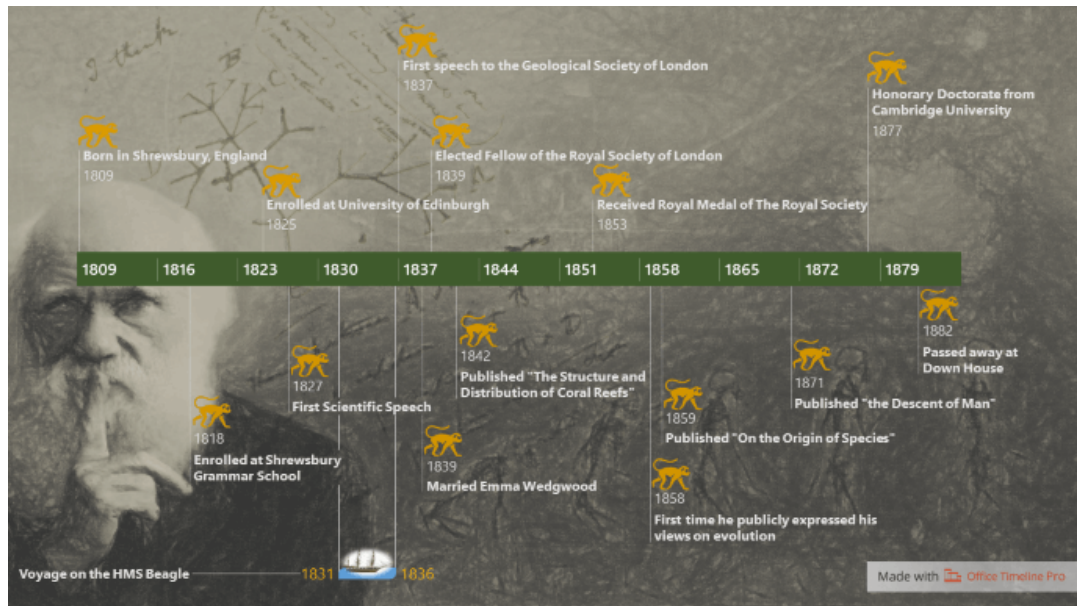 I think
First speech to the Geological Society of London
1837
Honorary Doctorate from
Cambridge University
1877
Born in Shrewsbury, England
1809
Elected Fellow of the Royal Society of London
1839
Enrolled at University of Edinburgh
1825
Received Royal Medal of The Royal Society
1853
1809 1816 1823 1830 1837 1844 1851 1858 1865 1872 1879
1882
Passed away at
Down House
1842
Published "The Structure and
Distribution of Coral Reefs"
1827
First Scientific Speech
1871
Published "the Descent of Man"
1859
Published "On the Origin of Species"
1818
Enrolled at Shrewsbury
Grammar School
1839
Married Emma Wedgwood
1858
First time he publicly expressed his
views on evolution
Voyage on the HMS Beagle 1831 1836
Made with Office Timeline Pro